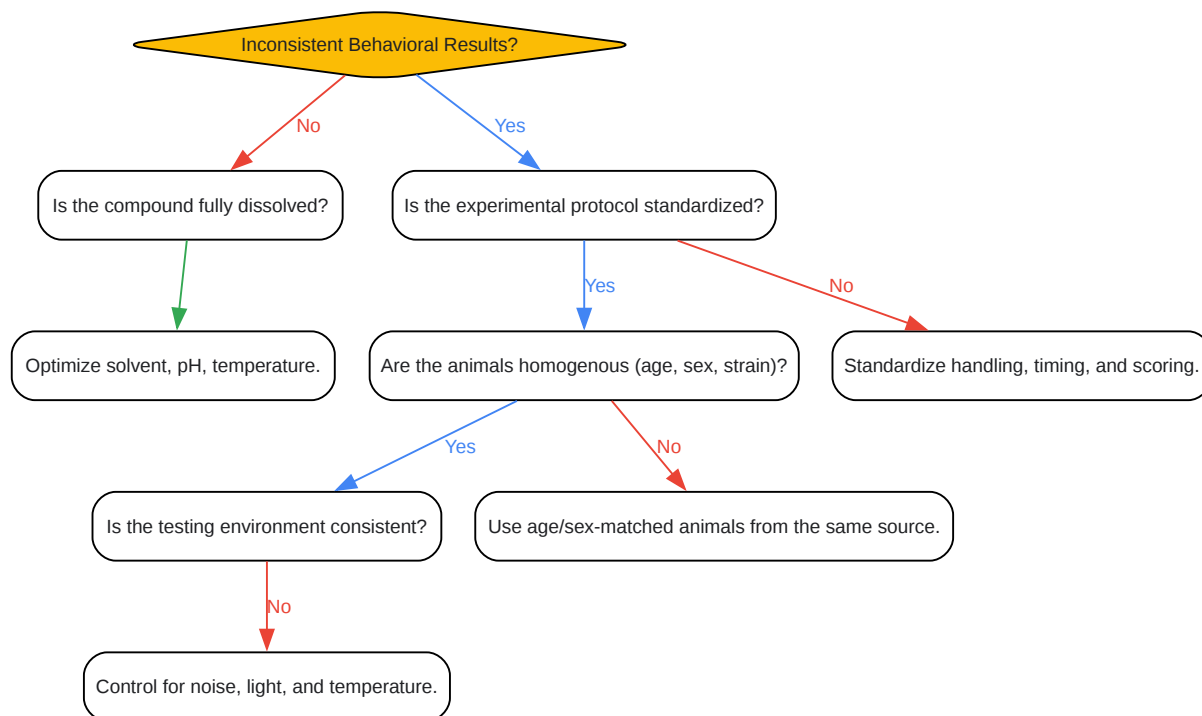 Inconsistent Behavioral Results?
No
Yes
Is the compound fully dissolved?
Is the experimental protocol standardized?
Yes
No
Optimize solvent, pH, temperature.
Are the animals homogenous (age, sex, strain)?
Standardize handling, timing, and scoring.
Yes
No
Is the testing environment consistent?
Use age/sex-matched animals from the same source.
No
Control for noise, light, and temperature.